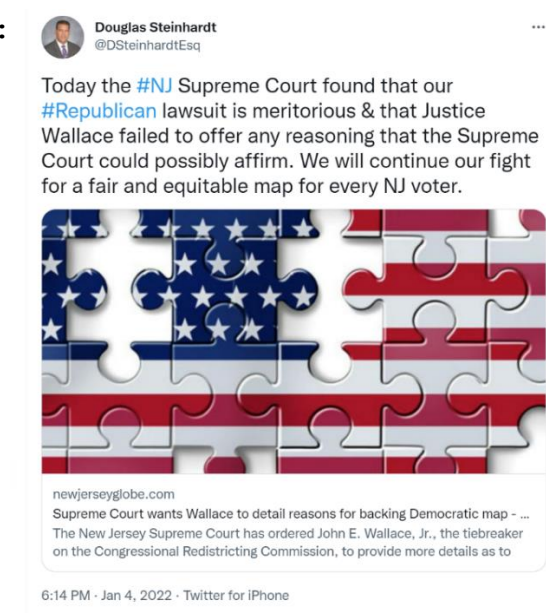 :
Douglas Steinhardt
@DSteinhardtEsq
...
Today the #NJ Supreme Court found that our
#Republican lawsuit is meritorious & that Justice
Wallace failed to offer any reasoning that the Supreme
Court could possibly affirm. We will continue our fight
for a fair and equitable map for every NJ voter.
newjerseyglobe.com
Supreme Court wants Wallace to detail reasons for backing Democratic map - ...
The New Jersey Supreme Court has ordered John E. Wallace, Jr., the tiebreaker
on the Congressional Redistricting Commission, to provide more details as to
6:14 PM · Jan 4, 2022 · Twitter for iPhone